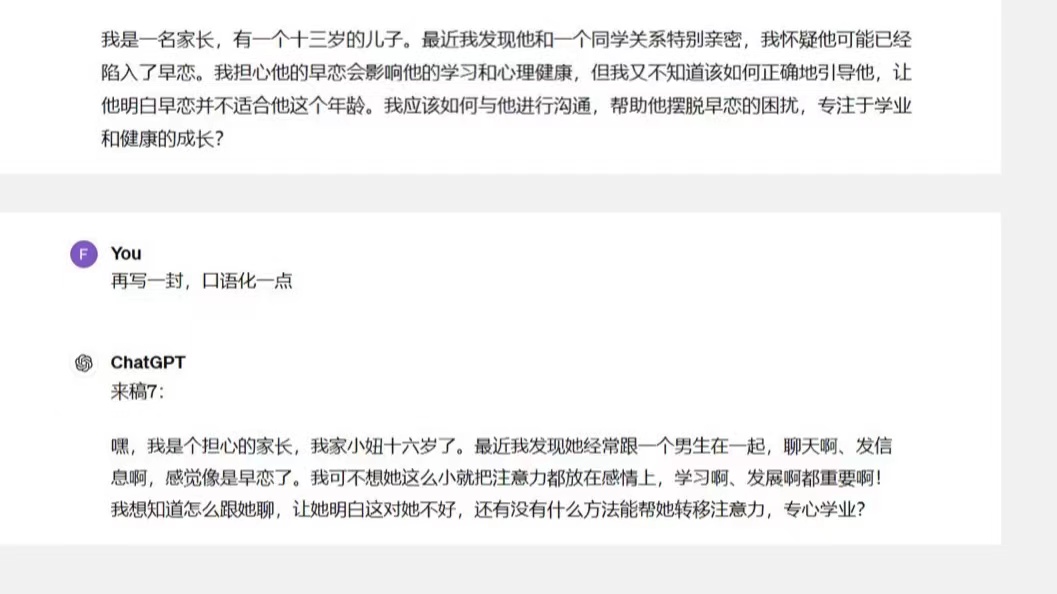 我是一名家长，有一个十三岁的儿子。最近我发现他和一个同学关系特别亲密，我怀疑他可能已经
陷入了早恋。我担心他的早恋会影响他的学习和心理健康，但我又不知道该如何正确地引导他，让
他明白早恋并不适合他这个年龄。我应该如何与他进行沟通，帮助他摆脱早恋的困扰，专注于学业
和健康的成长？
F
You
再写一封，口语化一点
ChatGPT
来稿7：
嘿，我是个担心的家长，我家小妞十六岁了。最近我发现她经常跟一个男生在一起，聊天啊、发信
息啊，感觉像是早恋了。我可不想她这么小就把注意力都放在感情上，学习啊、发展啊都重要啊！
我想知道怎么跟她聊，让她明白这对她不好，还有没有什么方法能帮她转移注意力，专心学业？